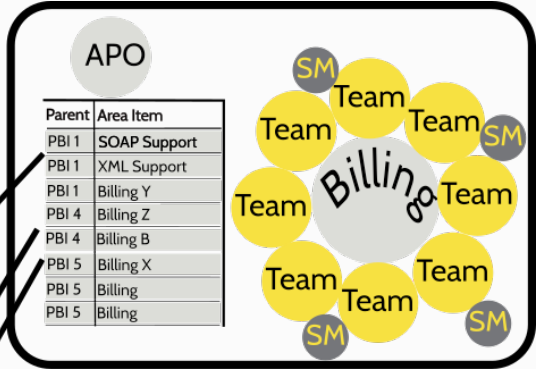 APO
Parent Area Item
PBI 1 SOAP Support
PBI 1 XML Support
PBI 1 Billing Y
PBI 4 Billing Z
PBI 4 Billing B
PBI 5 Billing X
PBI 5 Billing
PBI 5 Billing
SM
Team
Team
Team
SM
Billing
Team
Team
Team
Team
Team
SM
SM